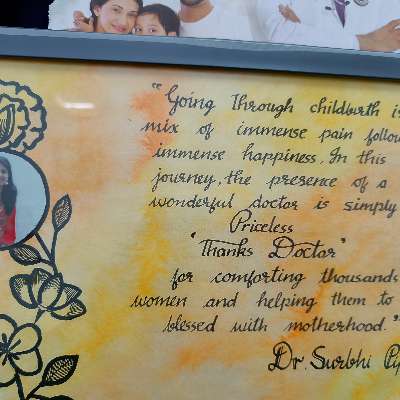 "Going Through childbirth is
mix of immense pain follow
immense happiness. In this
journey, the presence of a
wonderful doctor is simply
Priceless
"Thanks Doctor"
for comforting thousands
women and helping them to
blessed with motherhood."
Dr. Surbhi